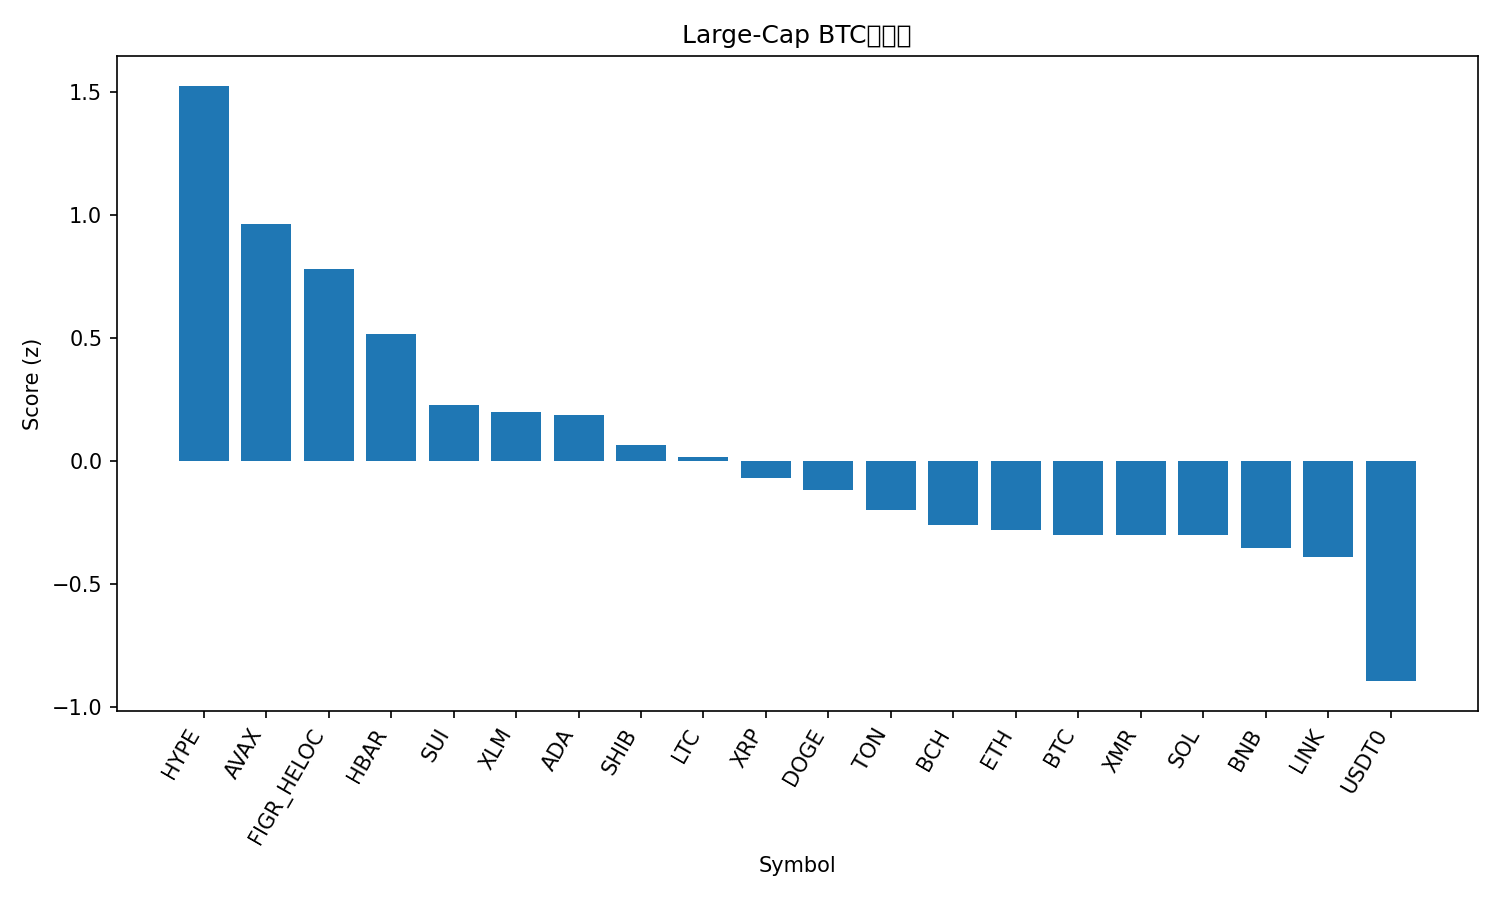 Large-Cap BTC
1.5
1.0
0.5
0.0
−0.5
−1.0
Score (z)
HYPE
AVAX
FIGR_HELOC
HBAR
SUI
XLM
ADA
SHIB
LTC
XRP
DOGE
TON
BCH
ETH
BTC
XMR
SOL
BNB
LINK
USDT0
Symbol